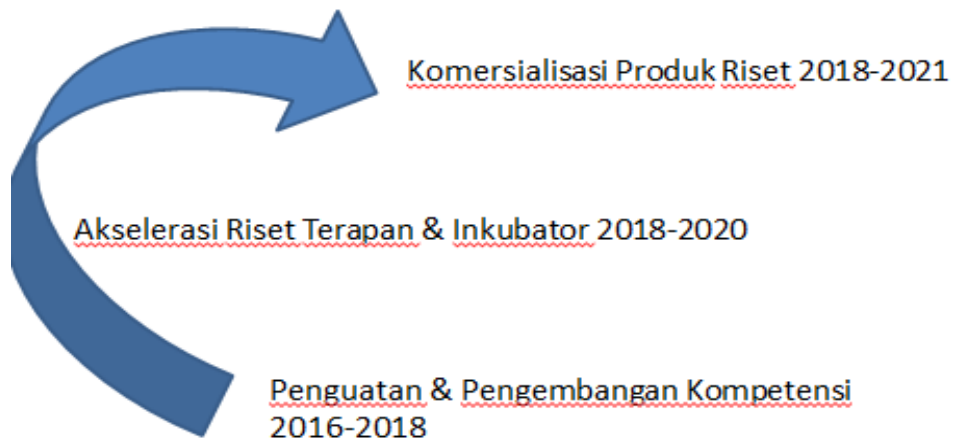 Komersialisasi Produk Riset 2018-2021
Akselerasi Riset Terapan & Inkubator 2018-2020
Penguatan & Pengembangan Kompetensi
2016-2018